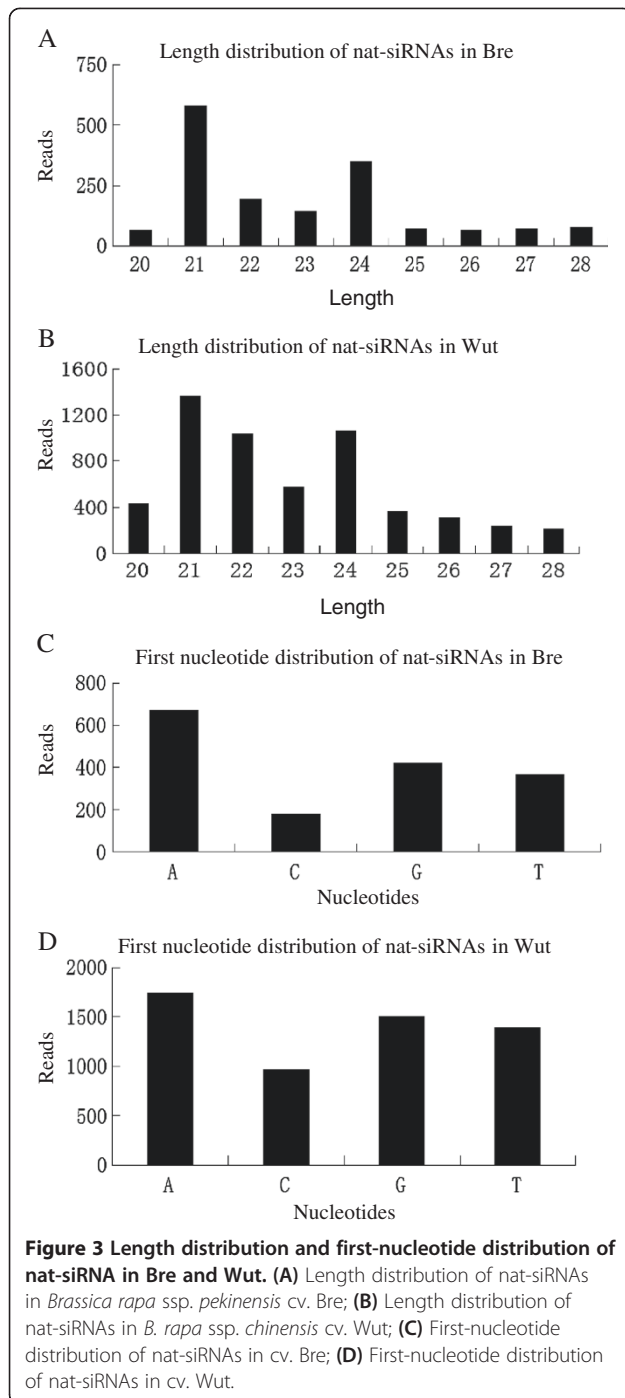 A
Length distribution of nat-siRNAs in Bre
Reads
750
500
250
0
20 21 22 23 24 25 26 27 28
Length
B
Length distribution of nat-siRNAs in Wut
Reads
1600
1200
800
400
0
20 21 22 23 24 25 26 27 28
Length
C
First nucleotide distribution of nat-siRNAs in Bre
Reads
800
600
400
200
0
A C G T
Nucleotides
D
First nucleotide distribution of nat-siRNAs in Wut
Reads
2000
1500
1000
500
0
A C G T
Nucleotides
Figure 3 Length distribution and first-nucleotide distribution of
nat-siRNA in Bre and Wut. (A) Length distribution of nat-siRNAs
in Brassica rapa ssp. pekinensis cv. Bre; (B) Length distribution of
nat-siRNAs in B. rapa ssp. chinensis cv. Wut; (C) First-nucleotide
distribution of nat-siRNAs in cv. Bre; (D) First-nucleotide distribution
of nat-siRNAs in cv. Wut.